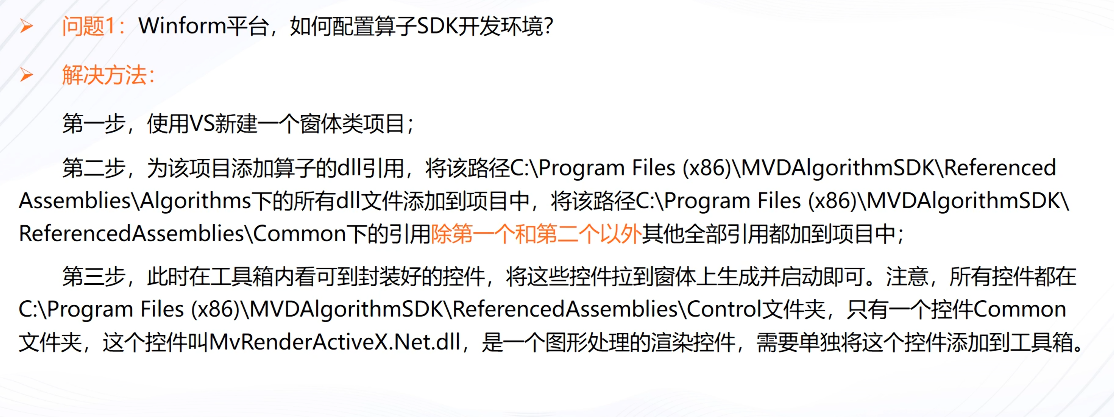 ➢ 问题1：Winform平台，如何配置算子SDK开发环境？
➢ 解决方法：
第一步，使用VS新建一个窗体类项目；
第二步，为该项目添加算子的dll引用，将该路径C:\Program Files (x86)\MVDAlgorithmSDK\Referenced
Assemblies\Algorithms下的所有dll文件添加到项目中，将该路径C:\Program Files (x86)\MVDAlgorithmSDK\
ReferencedAssemblies\Common下的引用除第一个和第二个以外其他全部引用都加到项目中；
第三步，此时在工具箱内看可到封装好的控件，将这些控件拉到窗体上生成并启动即可。注意，所有控件都在
C:\Program Files (x86)\MVDAlgorithmSDK\ReferencedAssemblies\Control文件夹，只有一个控件Common
文件夹，这个控件叫MvRenderActiveX.Net.dll，是一个图形处理的渲染控件，需要单独将这个控件添加到工具箱。